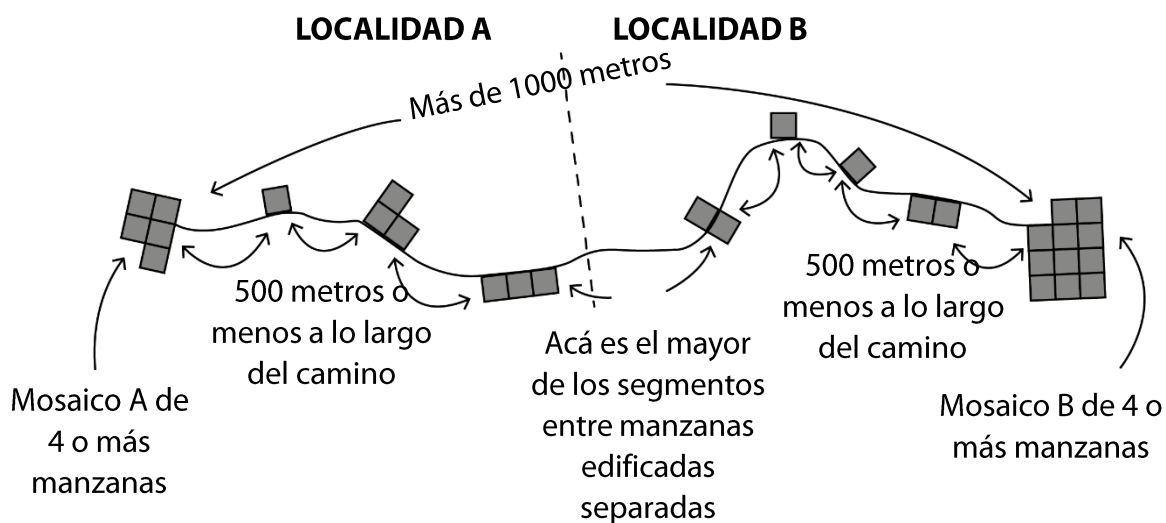 LOCALIDAD A
LOCALIDAD B
Más de 1000 metros
500 metros o
menos a lo largo
del camino
500 metros o
menos a lo largo
del camino
Acá es el mayor
de los segmentos
entre manzanas
edificadas
separadas
Mosaico A de
4 o más
manzanas
Mosaico B de 4 o
más manzanas